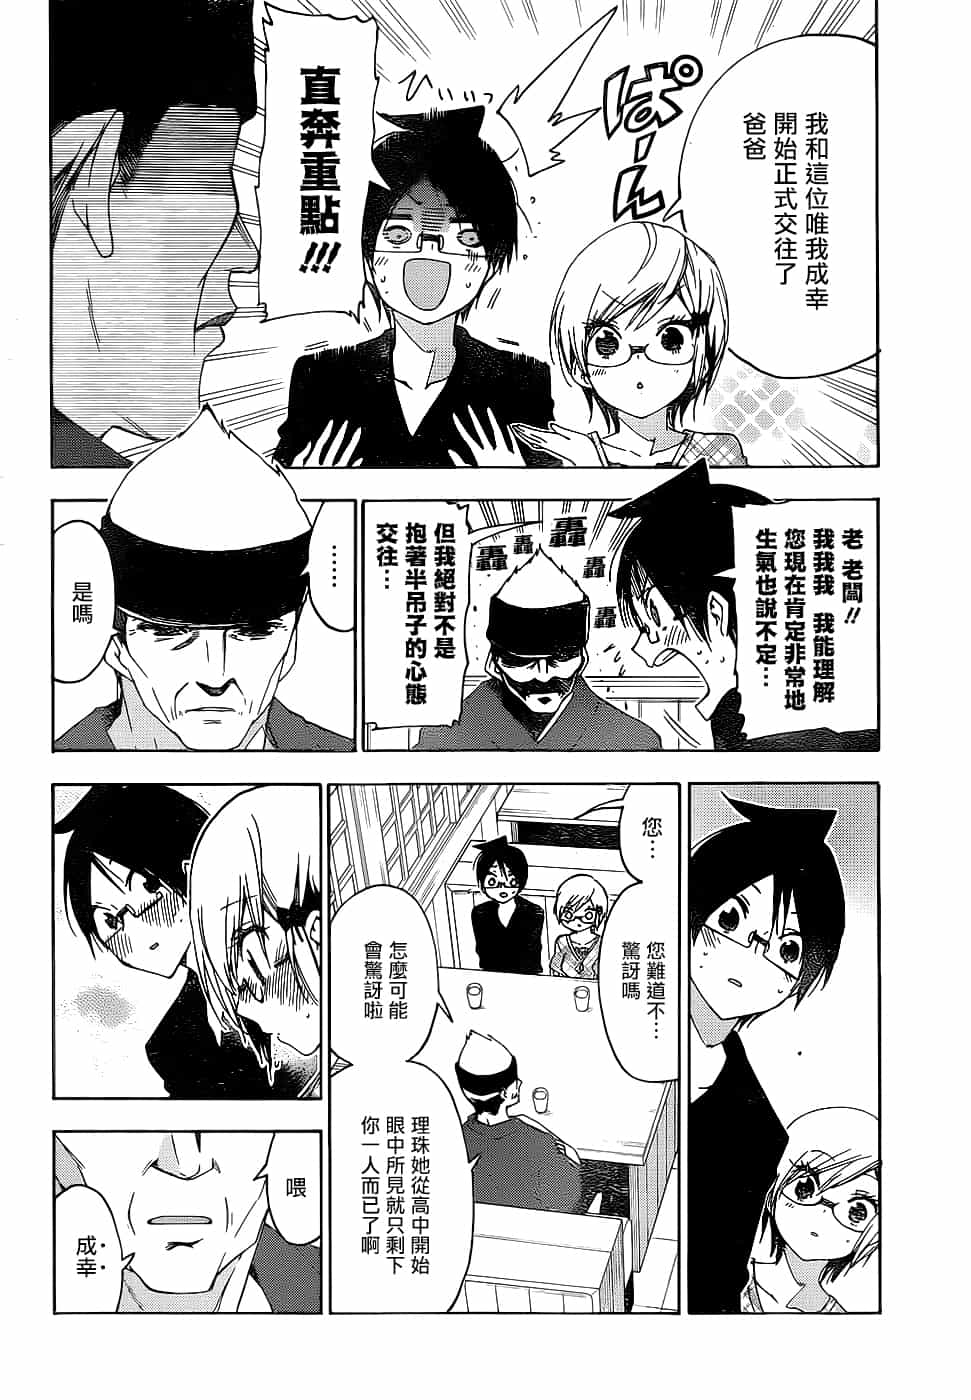 我和這位唯我成幸
開始正式交往了
爸爸
ぱーん
直奔重點!!!
老 老闆!!
我我我 我能理解
您現在肯定非常地
生氣也說不定…
轟
轟
轟
轟
轟
但我絕對不是
抱著半吊子的心態
交往…
……
是嗎
您…
您難道不…
驚訝嗎
怎麼可能
會驚訝啦
理珠她從高中開始
眼中所見就只剩下
你一人而已了啊
喂
‥成幸